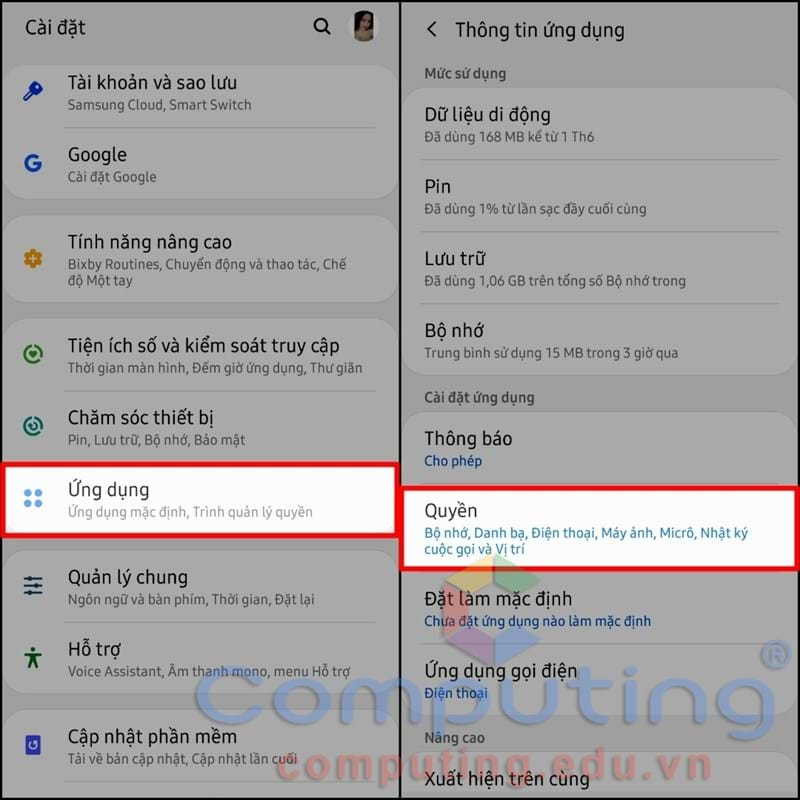 Cài đặt
Tài khoản và sao lưu
Samsung Cloud, Smart Switch
Google
Cài đặt Google
Tính năng nâng cao
Bixby Routines, Chuyển động và thao tác, Chế
độ Một tay
Tiện ích số và kiểm soát truy cập
Thời gian màn hình, Đếm giờ ứng dụng, Thư giãn
Chăm sóc thiết bị
Pin, Lưu trữ, Bộ nhớ, Bảo mật
Ứng dụng
Ứng dụng mặc định, Trình quản lý quyền
Quản lý chung
Ngôn ngữ và bàn phím, Thời gian, Đặt lại
Hỗ trợ
Voice Assistant, Âm thanh mono, menu Hỗ trợ
Cập nhật phần mềm
Tải về bản cập nhật, Cập nhật lần cuối
Thông tin ứng dụng
Mức sử dụng
Dữ liệu di động
Đã dùng 168 MB kể từ 1 Th6
Pin
Đã dùng 1% từ lần sạc đầy cuối cùng
Lưu trữ
Đã dùng 1,06 GB trên tổng số Bộ nhớ trong
Bộ nhớ
Trung bình sử dụng 15 MB trong 3 giờ qua
Cài đặt ứng dụng
Thông báo
Cho phép
Quyền
Bộ nhớ, Danh bạ, Điện thoại, Máy ảnh, Micrô, Nhật ký
cuộc gọi và Vị trí
Đặt làm mặc định
Chưa đặt ứng dụng nào làm mặc định
Ứng dụng gọi điện
Điện thoại
Nâng cao
Xuất hiện trên cùng
Computing®
computing.edu.vn